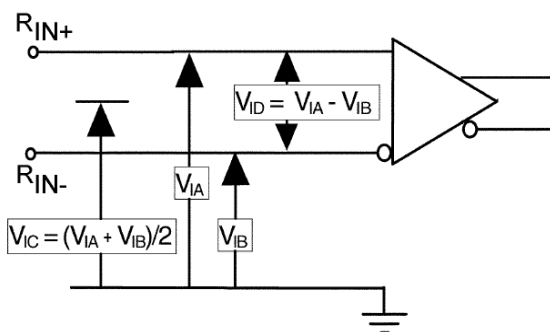 RIN+
VID = VIA - VIB
RIN-
VIA
VIC = (VIA + VIB)/2
VIB